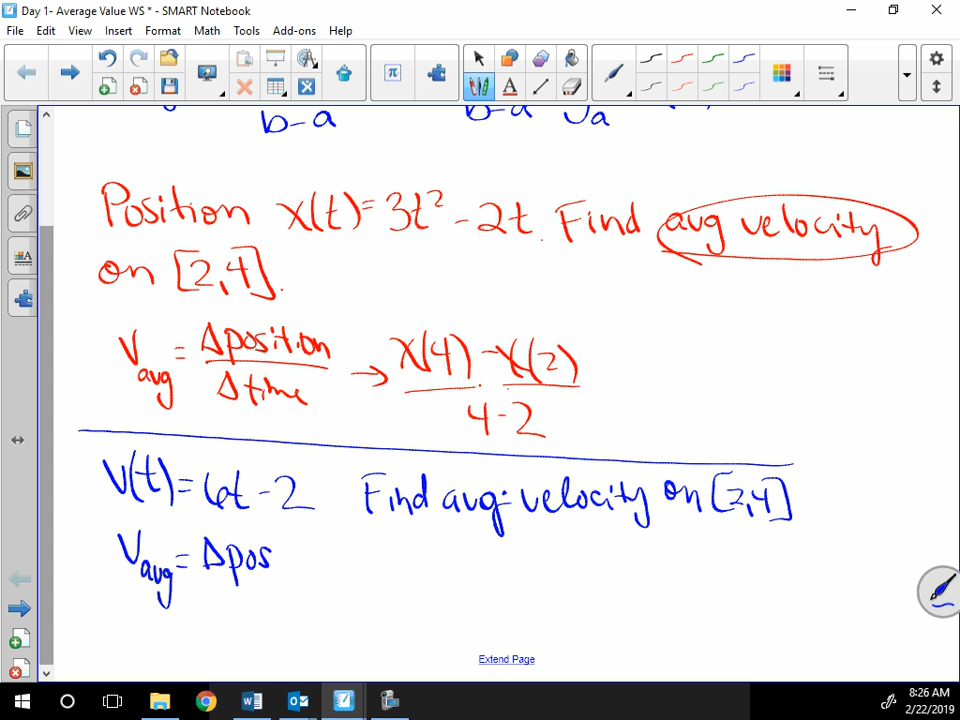 Day 1- Average Value WS * - SMART Notebook
File Edit View Insert Format Math Tools Add-ons Help
π
A
b-a b-a ∫a
Position x(t)=3t²-2t. Find avg velocity
on [2,4].
Vavg = Δposition/Δtime → x(4)-x(2)/4-2
V(t)=6t-2 Find avg. velocity on [2,4]
Vavg = Δpos
Extend Page
8:26 AM
2/22/2019